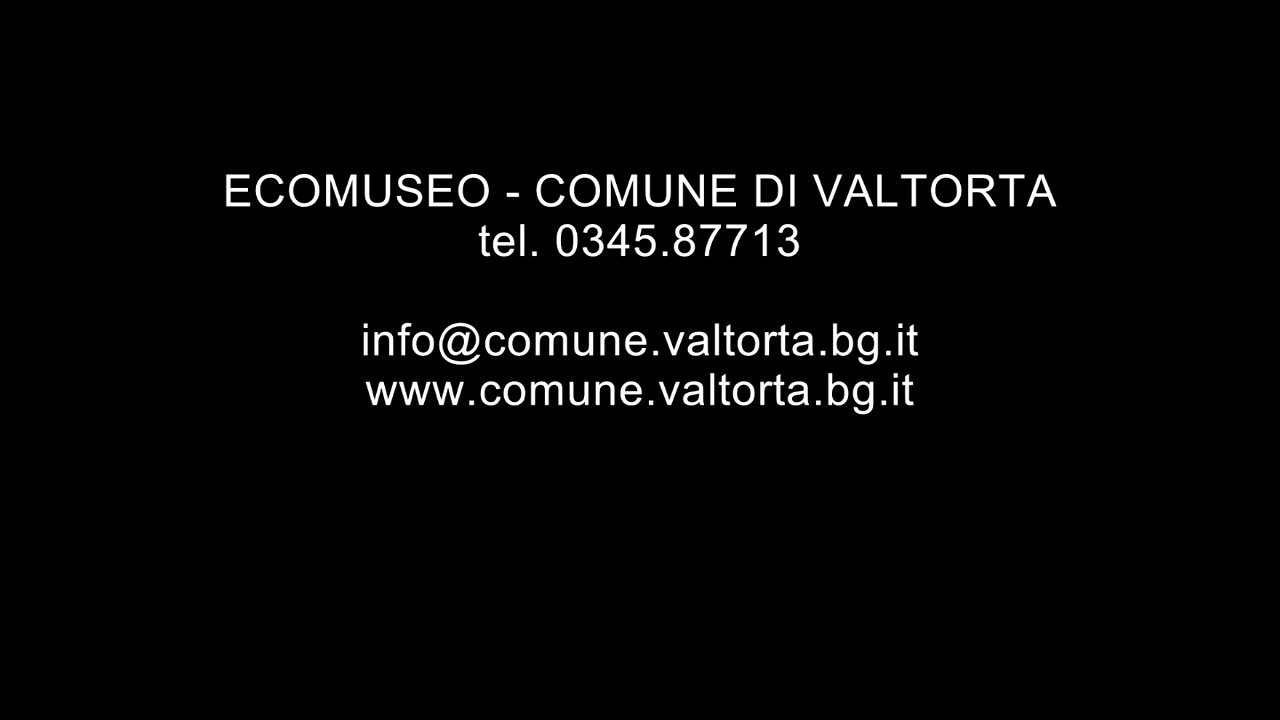 ECOMUSEO - COMUNE DI VALTORTA
tel. 0345.87713
info@comune.valtorta.bg.it
www.comune.valtorta.bg.it